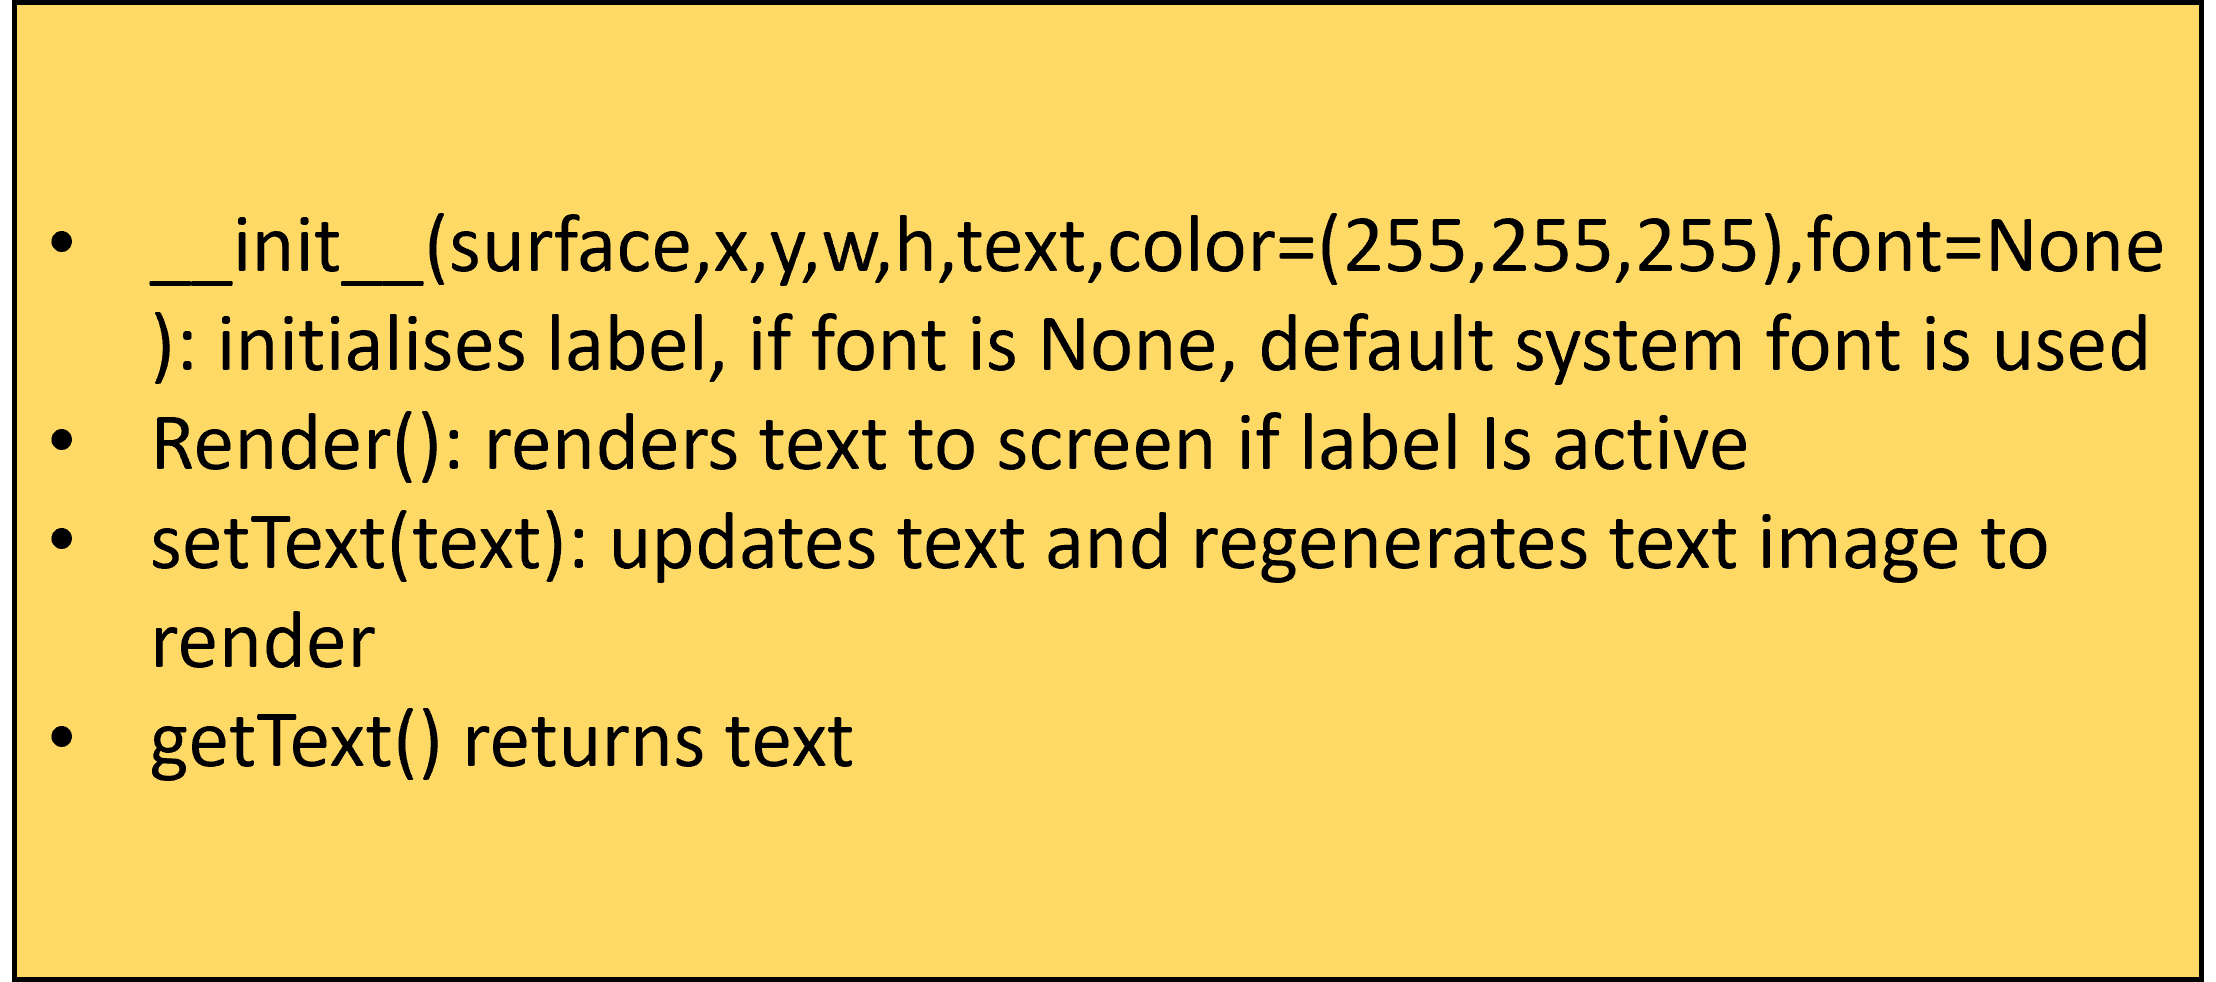 • __init__(surface,x,y,w,h,text,color=(255,255,255),font=None
): initialises label, if font is None, default system font is used
• Render(): renders text to screen if label Is active
• setText(text): updates text and regenerates text image to
render
• getText() returns text